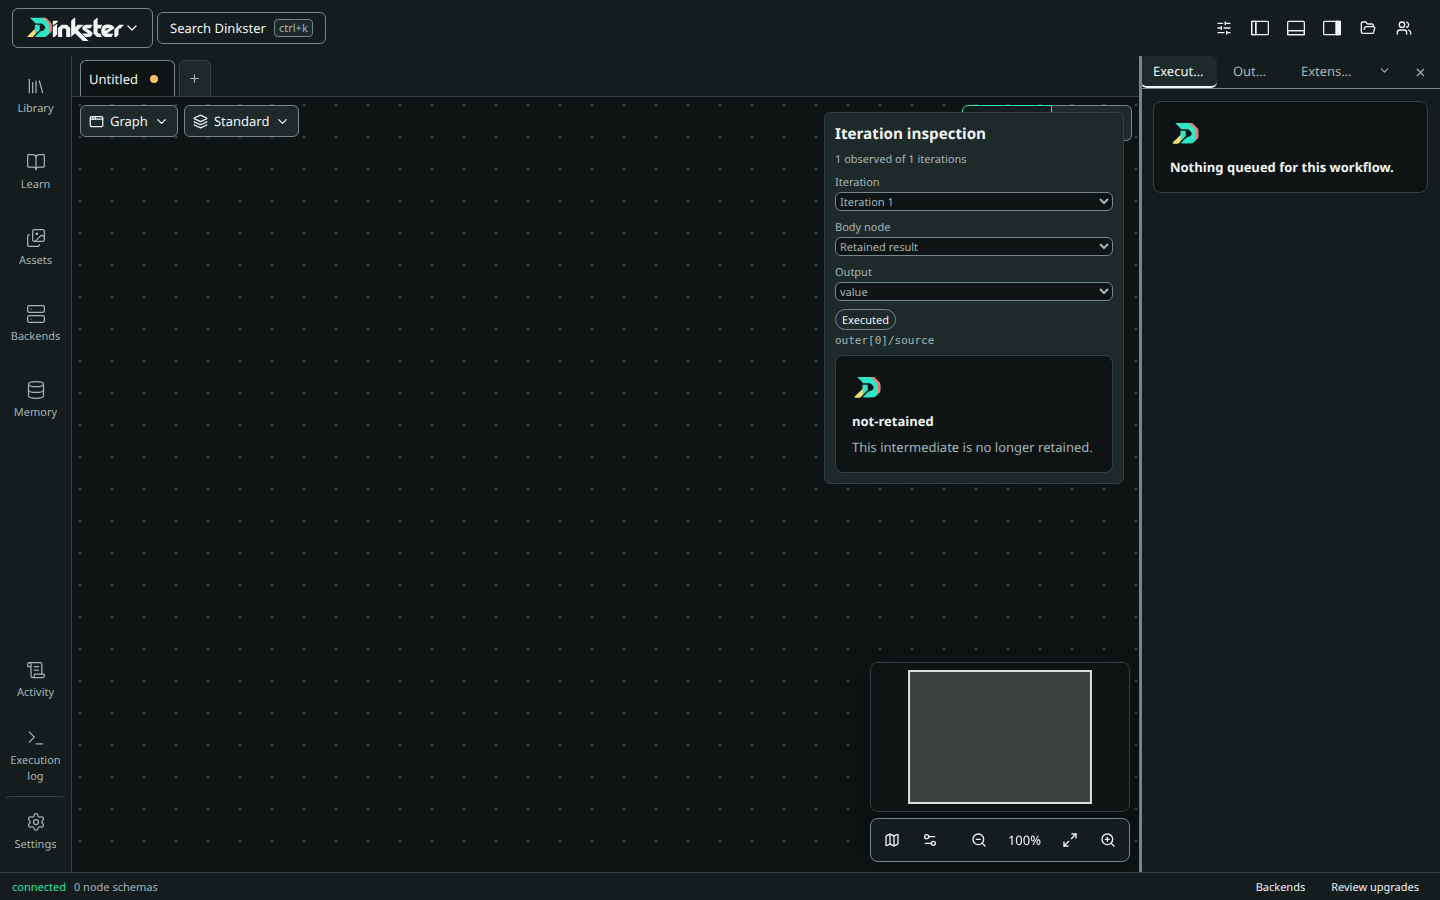 Dinkster
Search Dinkster ctrl+k
Untitled
+
Execut...
Out...
Extens...
Library
Learn
Assets
Backends
Memory
Activity
Execution
log
Settings
Graph
Standard
Iteration inspection
1 observed of 1 iterations
Iteration
Iteration 1
Body node
Retained result
Output
value
Executed
outer[0]/source
not-retained
This intermediate is no longer retained.
Nothing queued for this workflow.
100%
connected 0 node schemas
Backends
Review upgrades